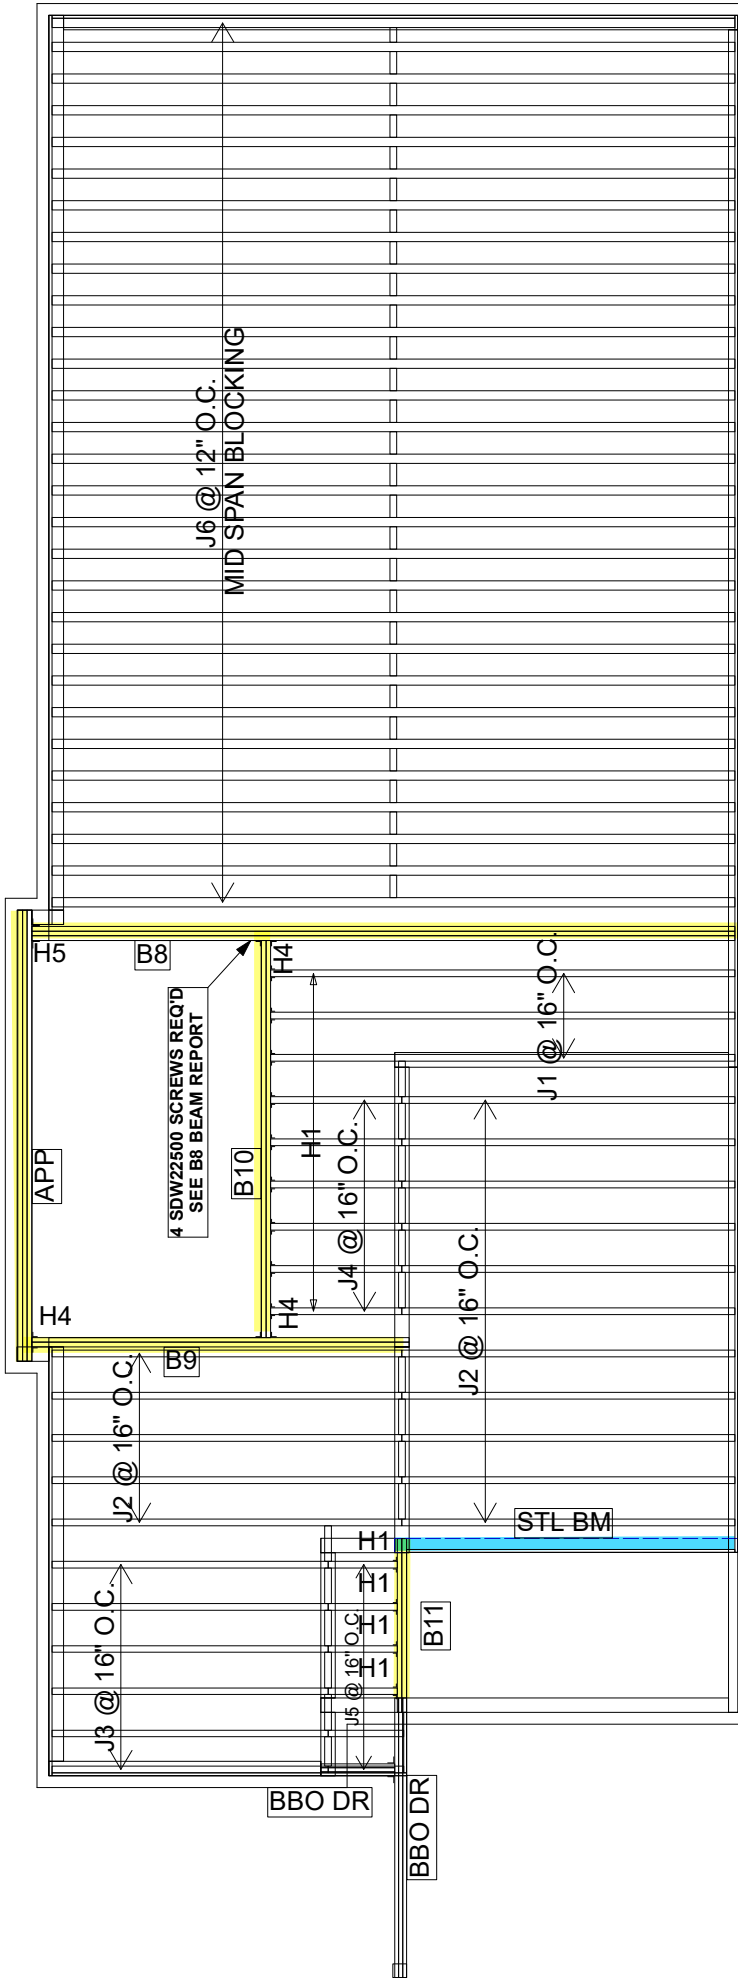 J6 @ 12" O.C.
MID SPAN BLOCKING
H5
B8
H4
J1 @ 16" O.C.
4 SDW22500 SCREWS REQ'D
SEE B8 BEAM REPORT
APP
B10
H1
J4 @ 16" O.C.
J2 @ 16" O.C.
H4
H4
B9
J2 @ 16" O.C.
STL BM
H1
H1
H1
H1
B11
J3 @ 16" O.C.
J5 @ 16" O.C.
BBO DR
BBO DR